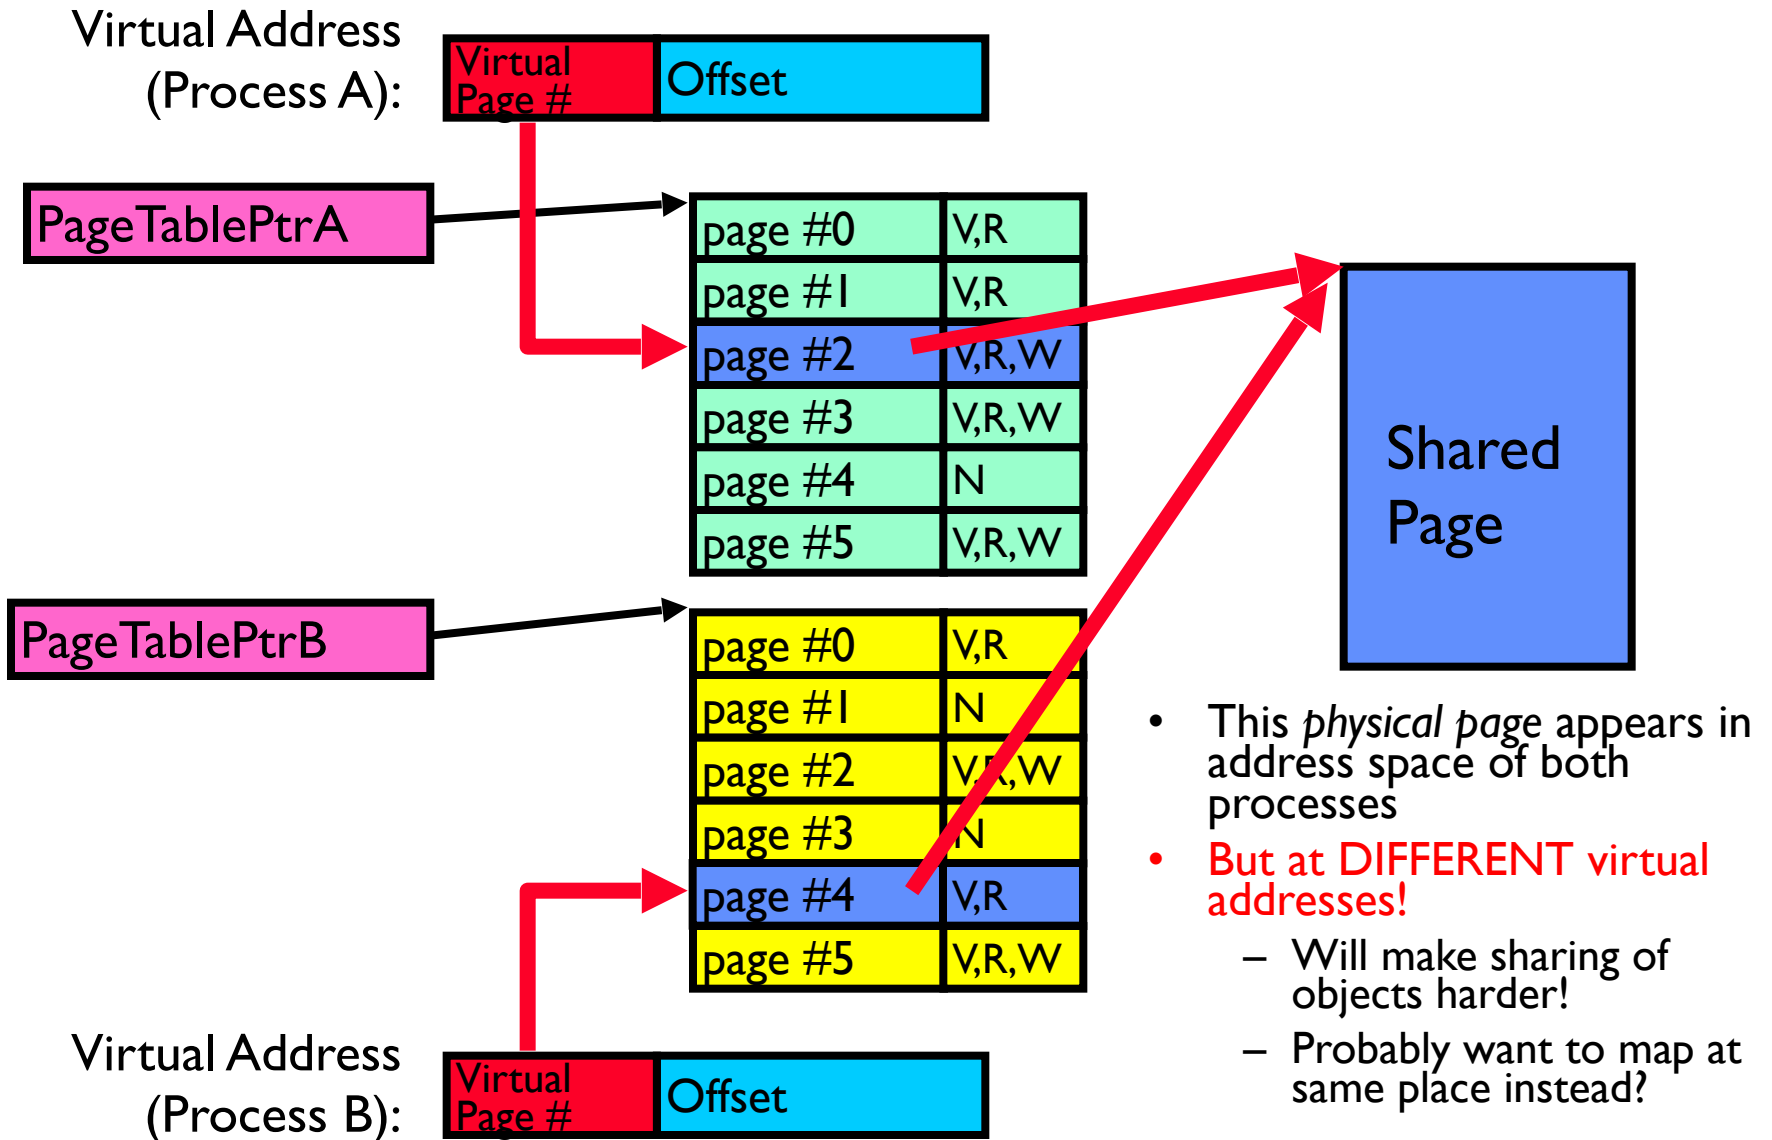 Virtual Address
(Process A):
Virtual
Page #
Offset
PageTablePtrA
page #0 V,R
page #1 V,R
page #2 V,R,W
page #3 V,R,W
page #4 N
page #5 V,R,W
Shared
Page
PageTablePtrB
page #0 V,R
page #1 N
page #2 V,R,W
page #3 N
page #4 V,R
page #5 V,R,W
• This physical page appears in
address space of both
processes
• But at DIFFERENT virtual
addresses!
– Will make sharing of
objects harder!
– Probably want to map at
same place instead?
Virtual Address
(Process B):
Virtual
Page #
Offset